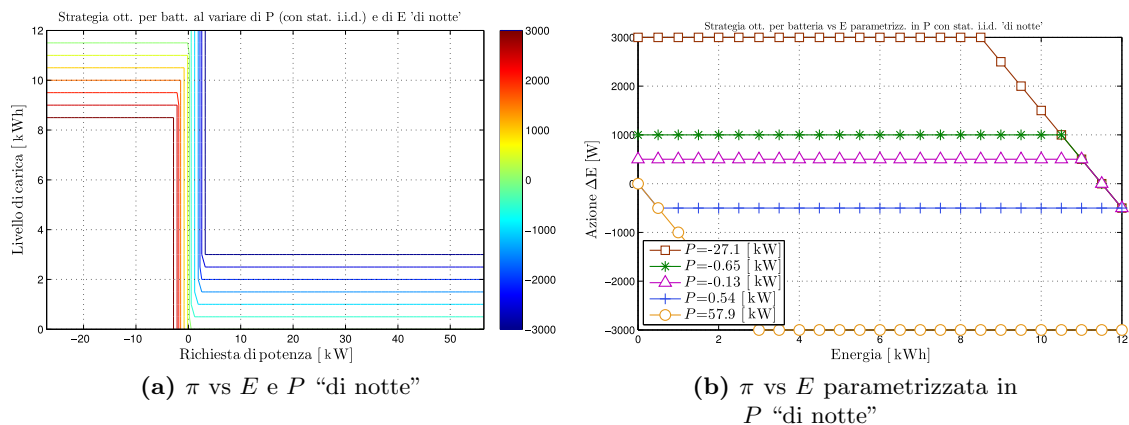 Strategia ott. per batt. al variare di P (con stat. i.i.d.) e di E 'di notte'
12
10
8
6
4
2
0
Livello di carica [ kWh]
−20 −10 0 10 20 30 40 50
Richiesta di potenza [ kW]
3000
2000
1000
0
−1000
−2000
−3000
(a) π vs E e P “di notte”
Strategia ott. per batteria vs E parametrizz. in P con stat. i.i.d. 'di notte'
3000
2000
1000
0
−1000
−2000
−3000
Azione ΔE [W]
P=-27.1 [ kW]
P=-0.65 [ kW]
P=-0.13 [ kW]
P=0.54 [ kW]
P=57.9 [ kW]
0 2 4 6 8 10 12
Energia [ kWh]
(b) π vs E parametrizzata in
P “di notte”